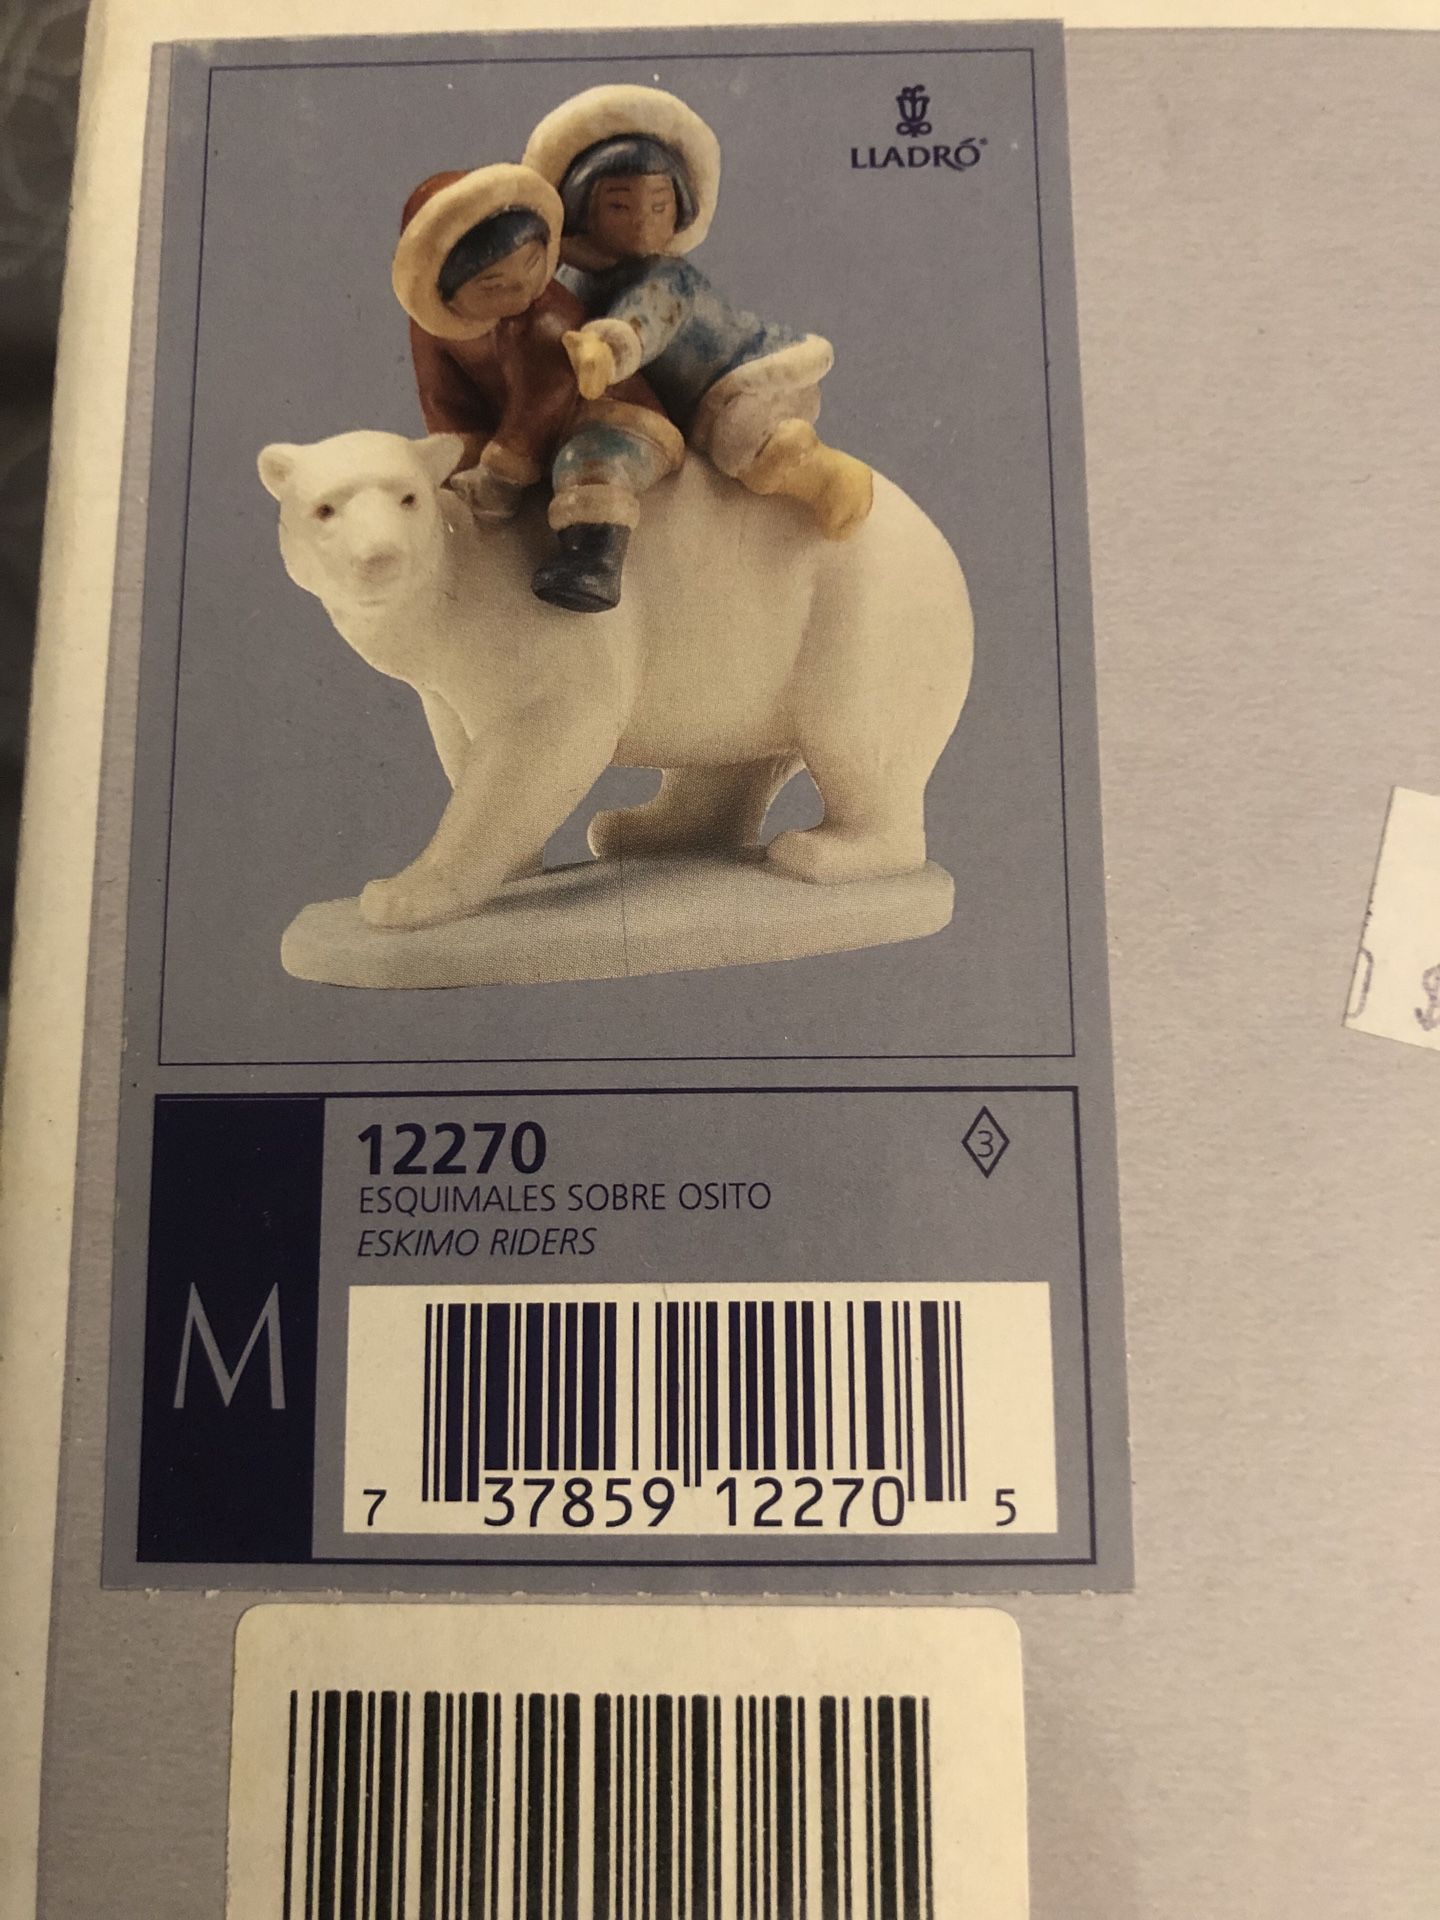 LLADRÓ®
12270
3
ESQUIMALES SOBRE OSITO
ESKIMO RIDERS
M
7 37859 12270 5